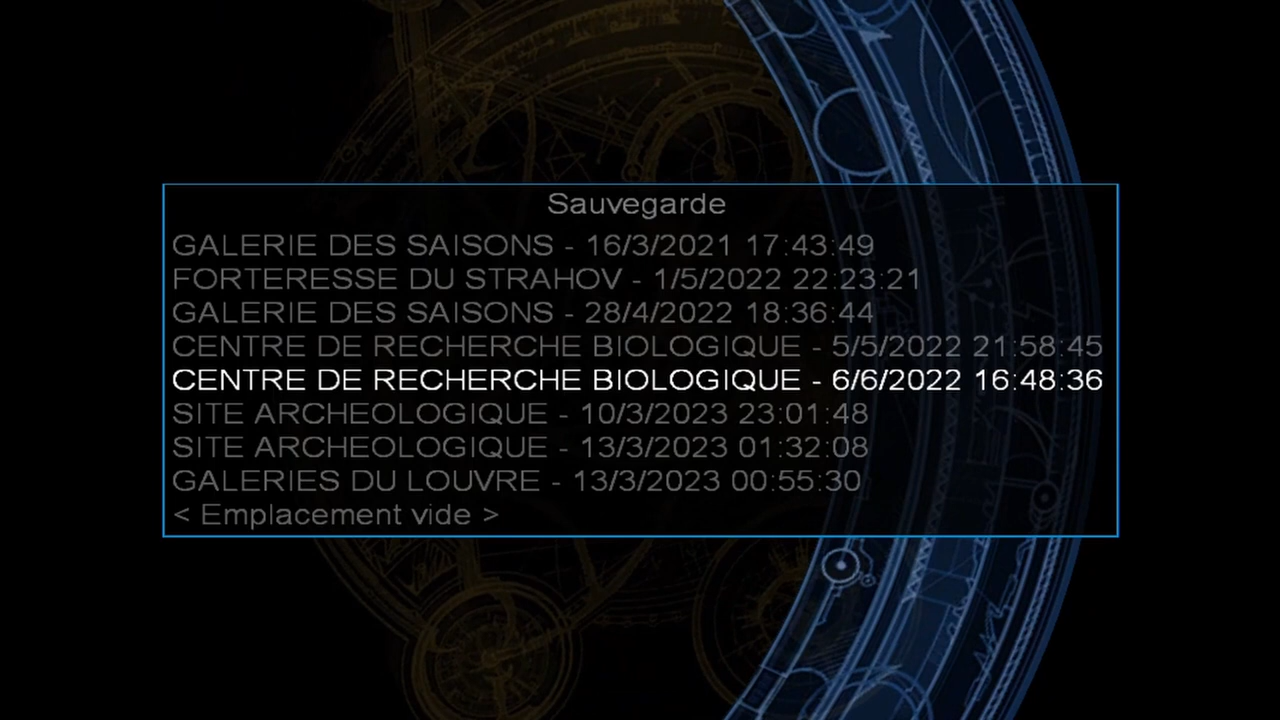 Sauvegarde
GALERIE DES SAISONS - 16/3/2021 17:43:49
FORTERESSE DU STRAHOV - 1/5/2022 22:23:21
GALERIE DES SAISONS - 28/4/2022 18:36:44
CENTRE DE RECHERCHE BIOLOGIQUE - 5/5/2022 21:58:45
CENTRE DE RECHERCHE BIOLOGIQUE - 6/6/2022 16:48:36
SITE ARCHEOLOGIQUE - 10/3/2023 23:01:48
SITE ARCHEOLOGIQUE - 13/3/2023 01:32:08
GALERIES DU LOUVRE - 13/3/2023 00:55:30
< Emplacement vide >